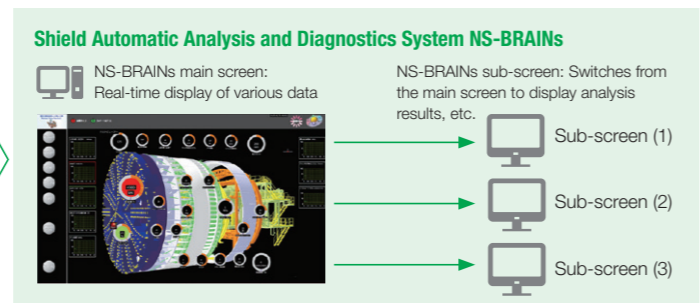 Shield Automatic Analysis and Diagnostics System NS-BRAINs
NS-BRAINs main screen:
Real-time display of various data
NS-BRAINs sub-screen: Switches from
the main screen to display analysis
results, etc.
Sub-screen (1)
Sub-screen (2)
Sub-screen (3)